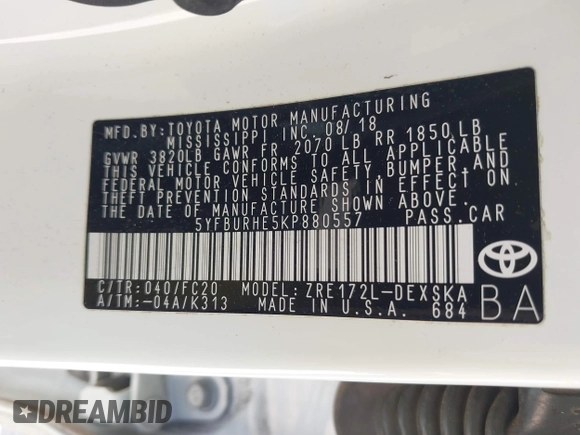 MFD. BY: TOYOTA MOTOR MANUFACTURING
MISSISSIPPI INC 08/18
GVWR 3820LB GAWR FR 2070 LB RR 1850LB
THIS VEHICLE CONFORMS TO ALL APPLICABLE
FEDERAL MOTOR VEHICLE SAFETY, BUMPER AND
THEFT PREVENTION STANDARDS IN EFFECT ON
THE DATE OF MANUFACTURE SHOWN ABOVE.
5YFBURHE5KP880557 PASS. CAR
C/TR: 040/FC20 MODEL: ZRE172L-DEXSKA
A/TM:-04A/K313 MADE IN U.S.A. 684
BA
DREAMBID